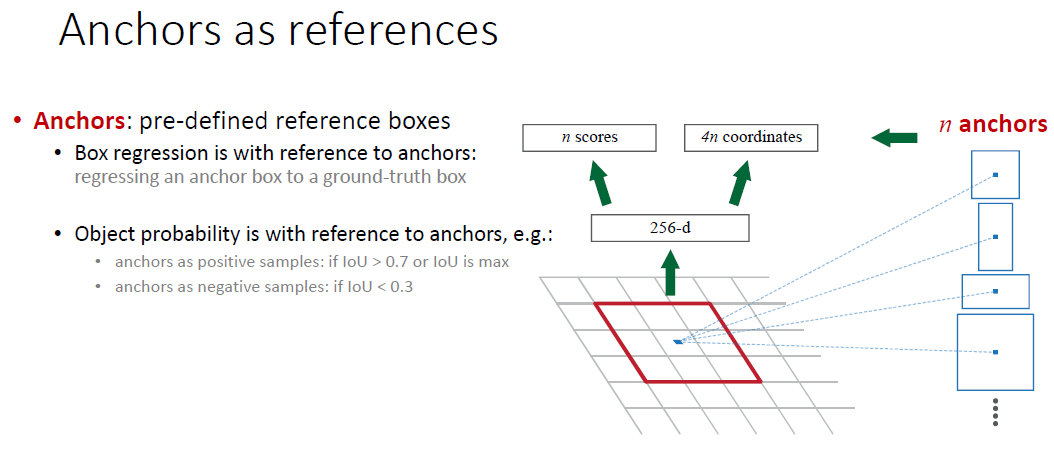 Anchors as references
• Anchors: pre-defined reference boxes
• Box regression is with reference to anchors:
regressing an anchor box to a ground-truth box
• Object probability is with reference to anchors, e.g.:
• anchors as positive samples: if IoU > 0.7 or IoU is max
• anchors as negative samples: if IoU < 0.3
n scores
4n coordinates
n anchors
256-d